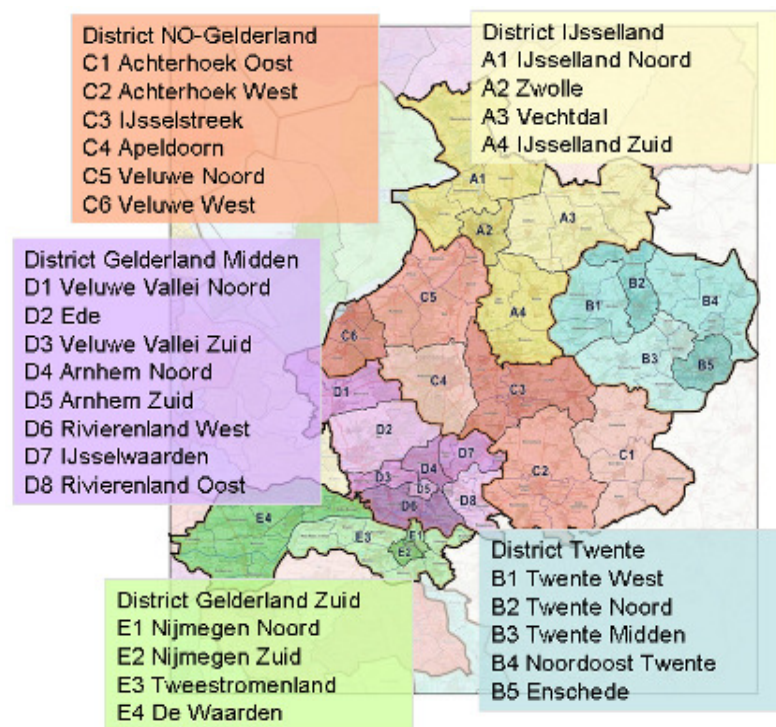 District NO-Gelderland
C1 Achterhoek Oost
C2 Achterhoek West
C3 IJsselstreek
C4 Apeldoorn
C5 Veluwe Noord
C6 Veluwe West
District IJsselland
A1 IJsselland Noord
A2 Zwolle
A3 Vechtdal
A4 IJsselland Zuid
District Gelderland Midden
D1 Veluwe Vallei Noord
D2 Ede
D3 Veluwe Vallei Zuid
D4 Arnhem Noord
D5 Arnhem Zuid
D6 Rivierenland West
D7 IJsselwaarden
D8 Rivierenland Oost
A1
A2
A3
A4
B1
B2
B4
B3
B5
C5
C6
C4
C3
C2
C1
D1
D2
D3
D4
D7
D5
D6
D8
E4
E3
E1
E2
District Gelderland Zuid
E1 Nijmegen Noord
E2 Nijmegen Zuid
E3 Tweestromenland
E4 De Waarden
District Twente
B1 Twente West
B2 Twente Noord
B3 Twente Midden
B4 Noordoost Twente
B5 Enschede